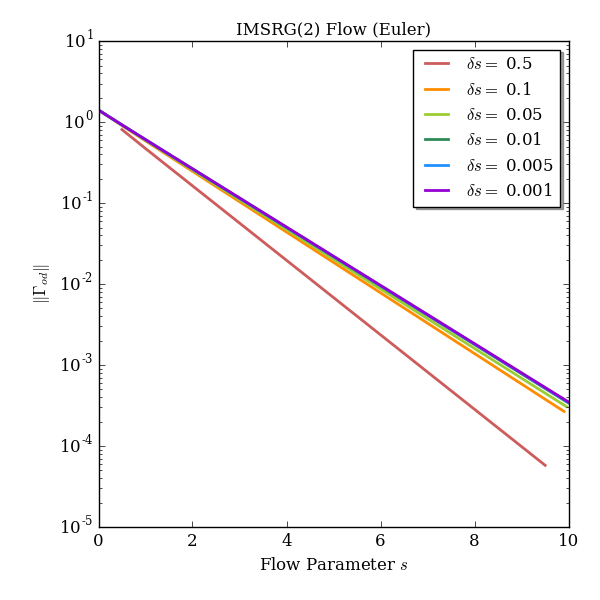 IMSRG(2) Flow (Euler)
10^1
10^0
10^-1
10^-2
10^-3
10^-4
10^-5
||Γ_od||
δs = 0.5
δs = 0.1
δs = 0.05
δs = 0.01
δs = 0.005
δs = 0.001
0 2 4 6 8 10
Flow Parameter s